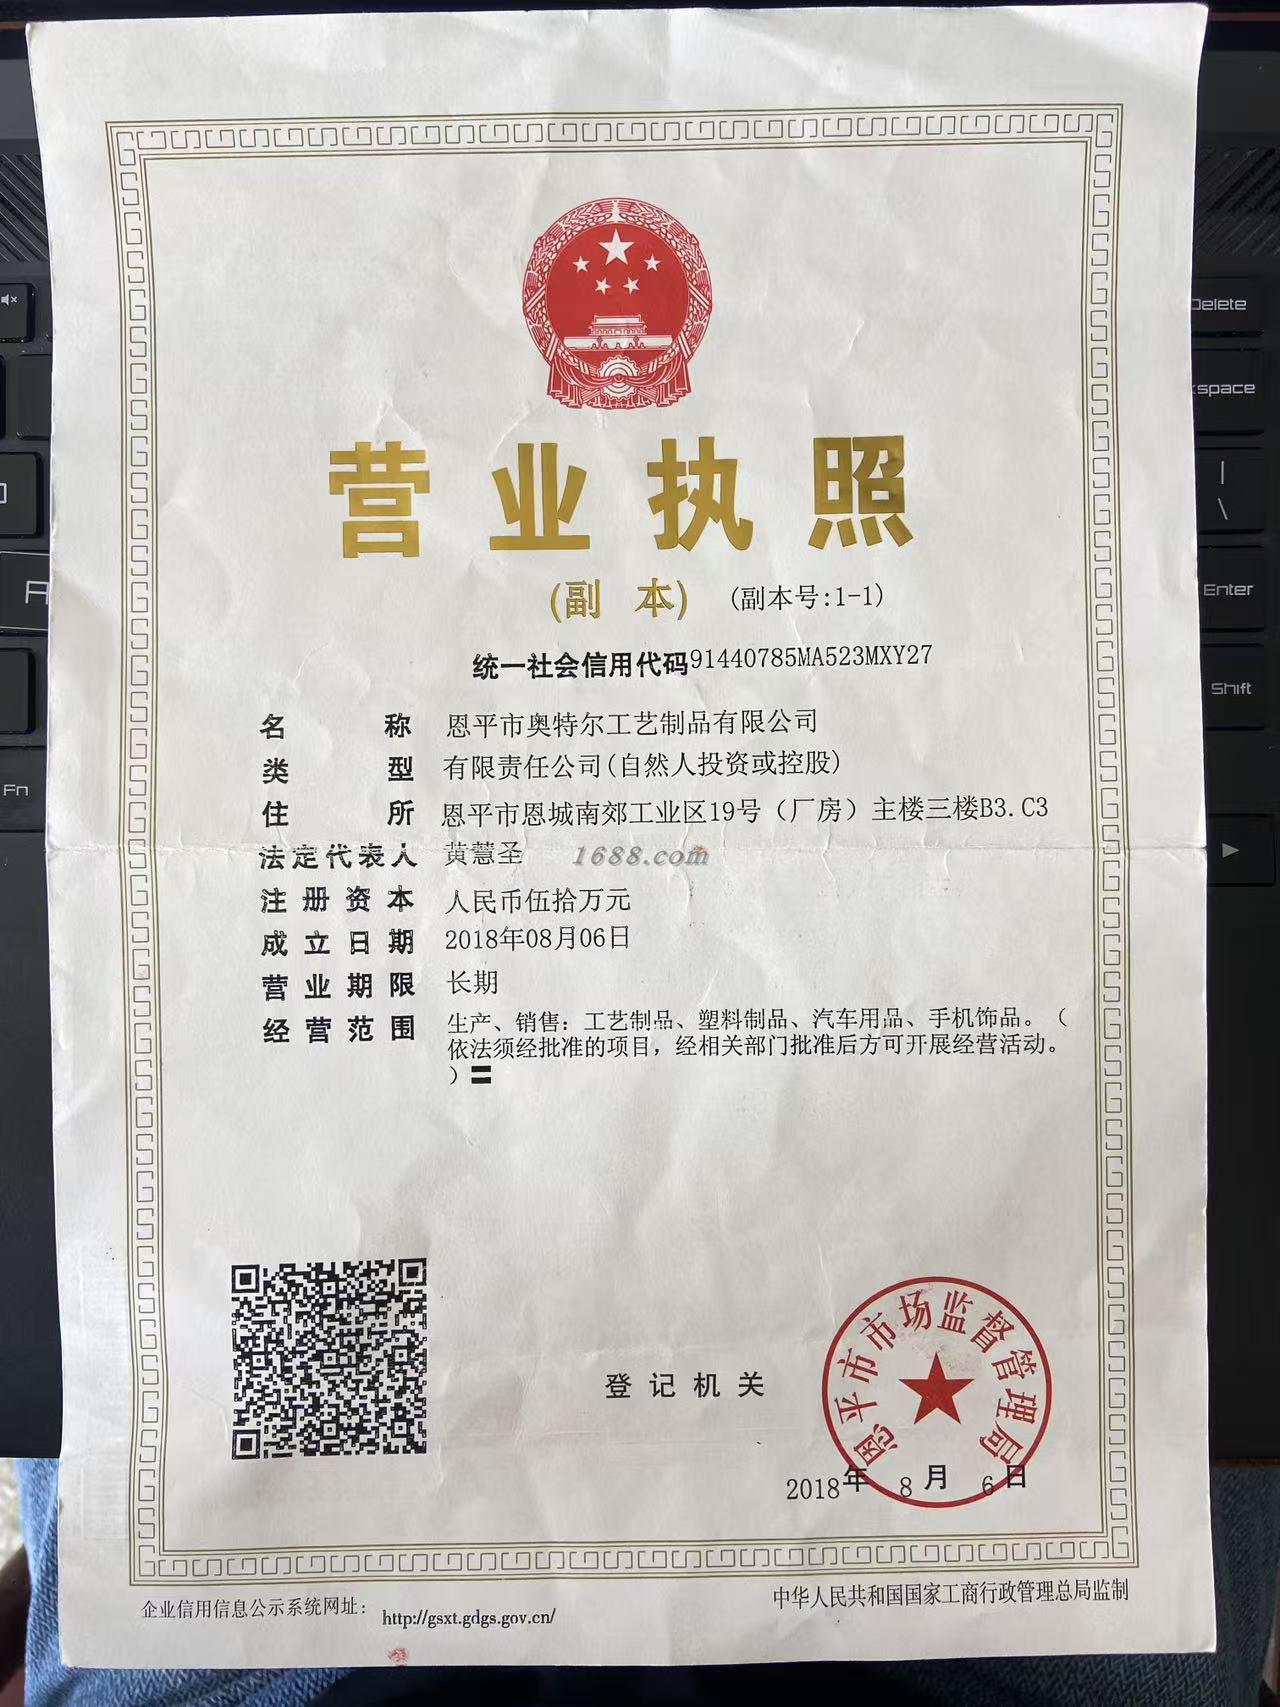 营业执照
(副 本) (副本号:1-1)
统一社会信用代码91440785MA523MXY27
名 称 恩平市奥特尔工艺制品有限公司
类 型 有限责任公司(自然人投资或控股)
住 所 恩平市恩城南郊工业区19号（厂房）主楼三楼B3.C3
法定代表人 黄慧圣 1688.com
注册资本 人民币伍拾万元
成立日期 2018年08月06日
营业期限 长期
经营范围 生产、销售：工艺制品、塑料制品、汽车用品、手机饰品。（
依法须经批准的项目，经相关部门批准后方可开展经营活动。
）〓
登记机关
恩平市市场监督管理局
2018年 8月 6日
企业信用信息公示系统网址： http://gsxt.gdgs.gov.cn/
中华人民共和国国家工商行政管理总局监制
Delete
kspace
|
\
Enter
Shift
A
Fn